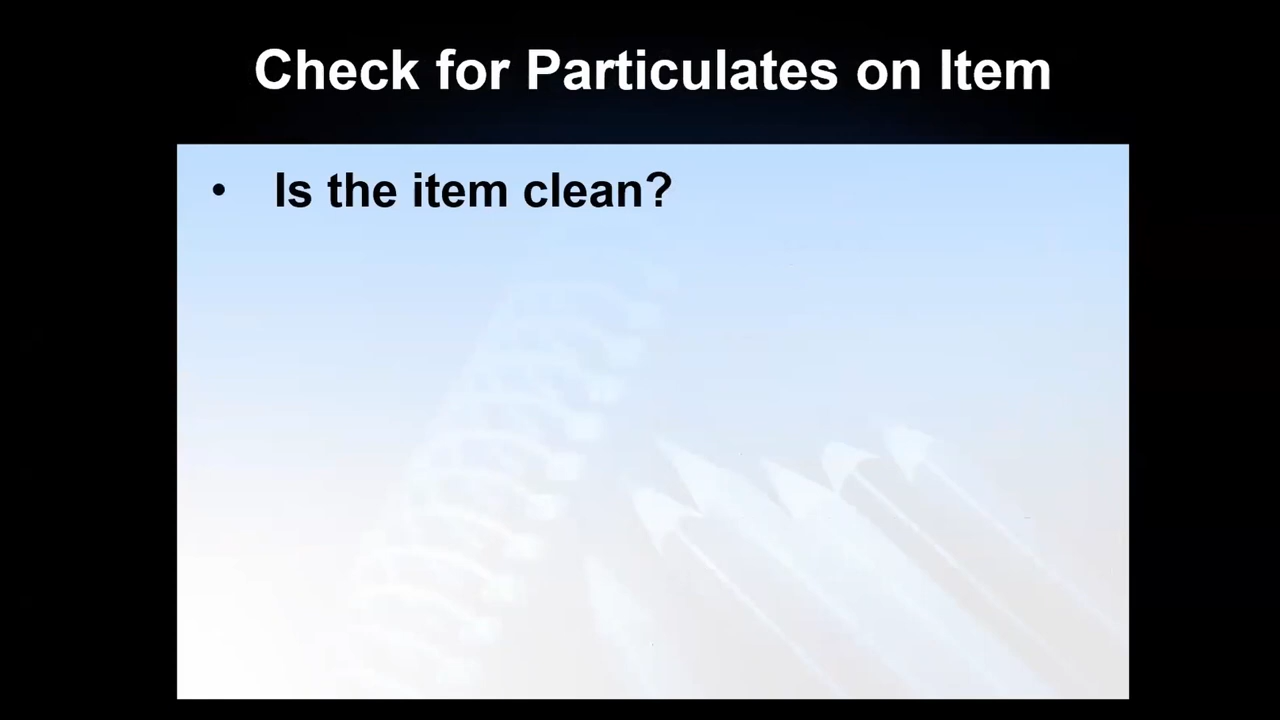 Check for Particulates on Item
• Is the item clean?